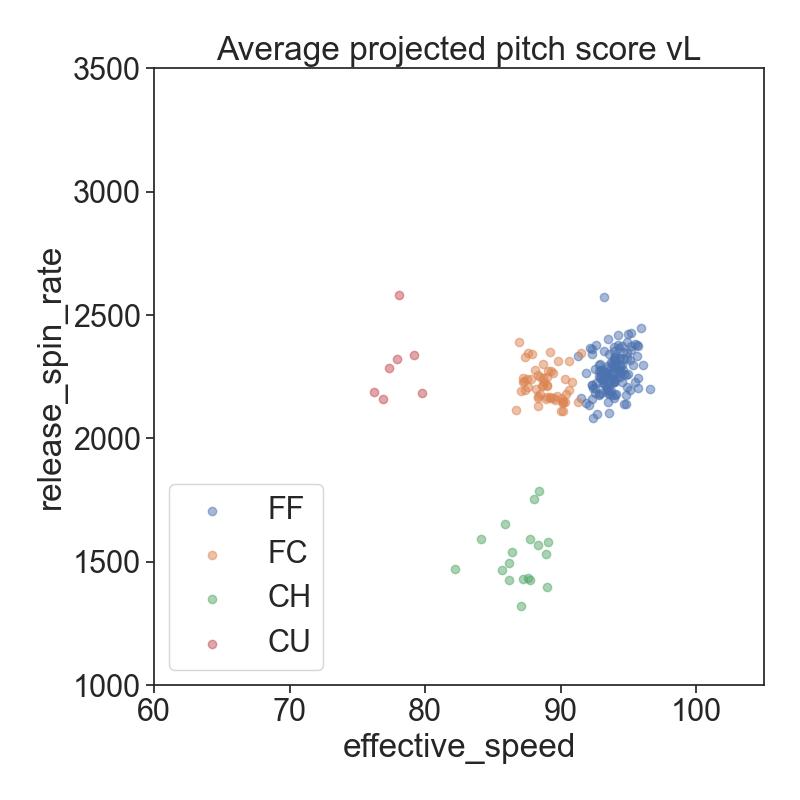 Average projected pitch score vL
3500
3000
2500
2000
1500
1000
release_spin_rate
FF
FC
CH
CU
60
70
80
90
100
effective_speed